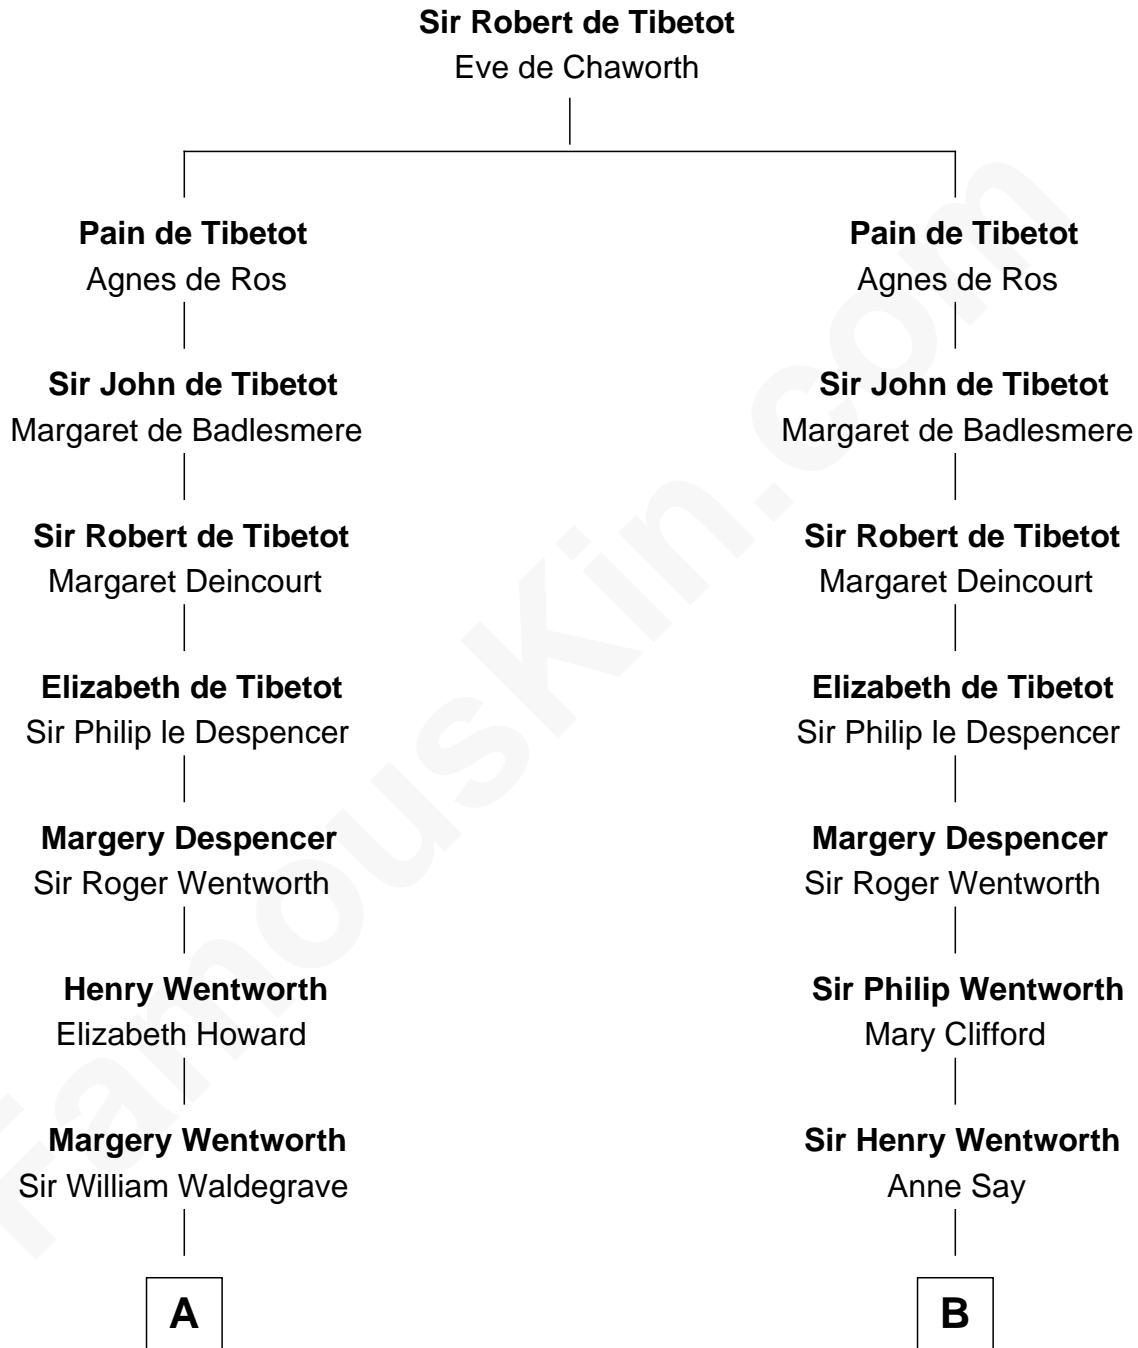 Sir Robert de Tibetot
Eve de Chaworth
Pain de Tibetot
Agnes de Ros
Sir John de Tibetot
Margaret de Badlesmere
Sir Robert de Tibetot
Margaret Deincourt
Elizabeth de Tibetot
Sir Philip le Despencer
Margery Despencer
Sir Roger Wentworth
Henry Wentworth
Elizabeth Howard
Margery Wentworth
Sir William Waldegrave
A
Pain de Tibetot
Agnes de Ros
Sir John de Tibetot
Margaret de Badlesmere
Sir Robert de Tibetot
Margaret Deincourt
Elizabeth de Tibetot
Sir Philip le Despencer
Margery Despencer
Sir Roger Wentworth
Sir Philip Wentworth
Mary Clifford
Sir Henry Wentworth
Anne Say
B
FamousKin.com